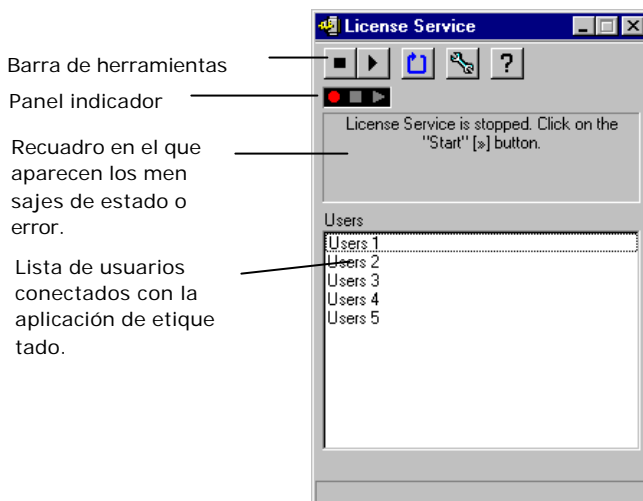 License Service
Barra de herramientas
?
Panel indicador
License Service is stopped. Click on the
"Start" [»] button.
Recuadro en el que
aparecen los men
sajes de estado o
error.
Users
Users 1
Users 2
Users 3
Users 4
Users 5
Lista de usuarios
conectados con la
aplicación de etique
tado.